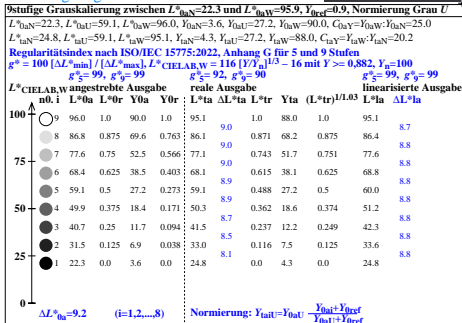 9stufige Grauskalierung zwischen L*0aN=22.3 und L*0aW=95.9, Y0ref=0.9, Normierung Grau U
L*0aN=22.3, L*0aU=59.1, L*0aW=96.0, Y0aN=3.6, Y0aU=27.2, Y0aW=90.0, C0aY=Y0aW:Y0aN=25.0
L*taN=24.8, L*taU=59.1, L*taW=95.1, YtaN=4.3, YtaU=27.2, YtaW=88.0, CtaY=YtaW:YtaN=20.2
Regularitätsindex nach ISO/IEC 15775:2022, Anhang G für 5 und 9 Stufen
g* = 100 [ΔL*min] / [ΔL*max], L*CIELAB,W = 116 [Y/Yn]1/3 − 16 mit Y >= 0,882, Yn=100
g*5= 99, g*9= 99 g*5= 92, g*9= 90 g*5= 99, g*9= 99
L*CIELAB,W angestrebte Ausgabe reale Ausgabe linearisierte Ausgabe
n0. i L*0a L*0r Y0a Y0r L*ta ΔL*ta L*tr Yta (L*tr)1/1.03 L*la ΔL*la
9 96.0 1.0 90.0 1.0 95.1 1.0 88.0 1.0 95.1
100
9.0 8.7
8 86.8 0.875 69.6 0.763 86.1 0.871 68.2 0.875 86.4
9.0 8.8
7 77.6 0.75 52.5 0.566 77.1 0.743 51.7 0.751 77.6
75
8.9 8.8
6 68.4 0.625 38.5 0.403 68.1 0.615 38.1 0.625 68.8
9.0 8.8
5 59.1 0.5 27.2 0.273 59.1 0.488 27.2 0.5 60.0
8.9 8.8
4 49.9 0.375 18.4 0.171 50.3 0.362 18.6 0.374 51.2
50
8.7 8.8
3 40.7 0.25 11.7 0.094 41.5 0.237 12.2 0.249 42.3
8.5 8.8
2 31.5 0.125 6.9 0.038 33.0 0.116 7.5 0.125 33.6
25
8.1 8.8
1 22.3 0.0 3.6 0.0 24.8 0.0 4.3 0.0 24.8
0
ΔL*0a=9.2 (i=1,2,...,8) Normierung: YtaiU=Y0aU Y0ai+Y0ref
Y0aU+Y0ref